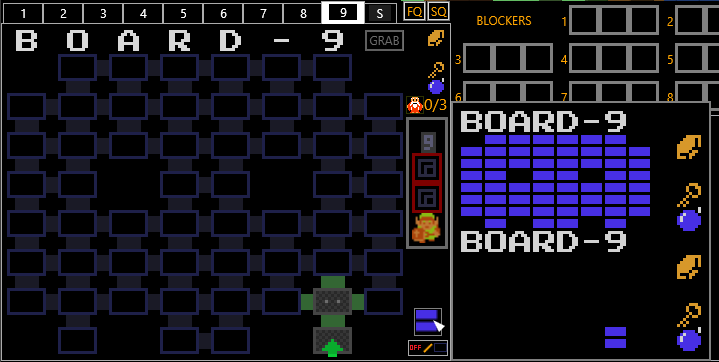 1 2 3 4 5 6 7 8 9 S FQ SQ
BOARD-9 GRAB
0/3
9
OFF
BLOCKERS 1 2
3 4 5
6 7 8
BOARD-9
BOARD-9